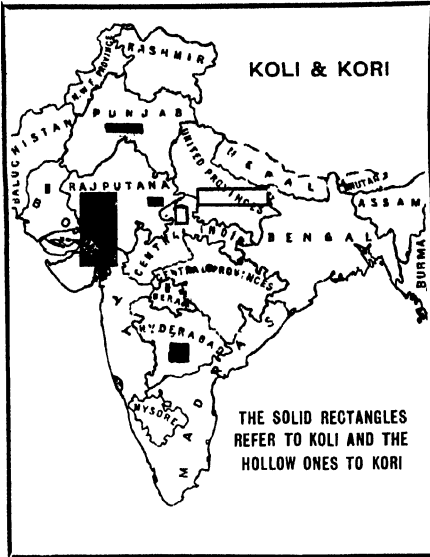 KASHMIR
KOLI & KORI
N.W.F. PROVINCE
PUNJAB
BALUCHISTAN
UNITED PROVINCES
NEPAL
RAJPUTANA
BHUTAN
ASSAM
CENTRAL INDIA
BENGAL
BURMA
CENTRAL PROVINCES
BERAR
HYDERABAD
MADRAS
MYSORE
THE SOLID RECTANGLES
REFER TO KOLI AND THE
HOLLOW ONES TO KORI